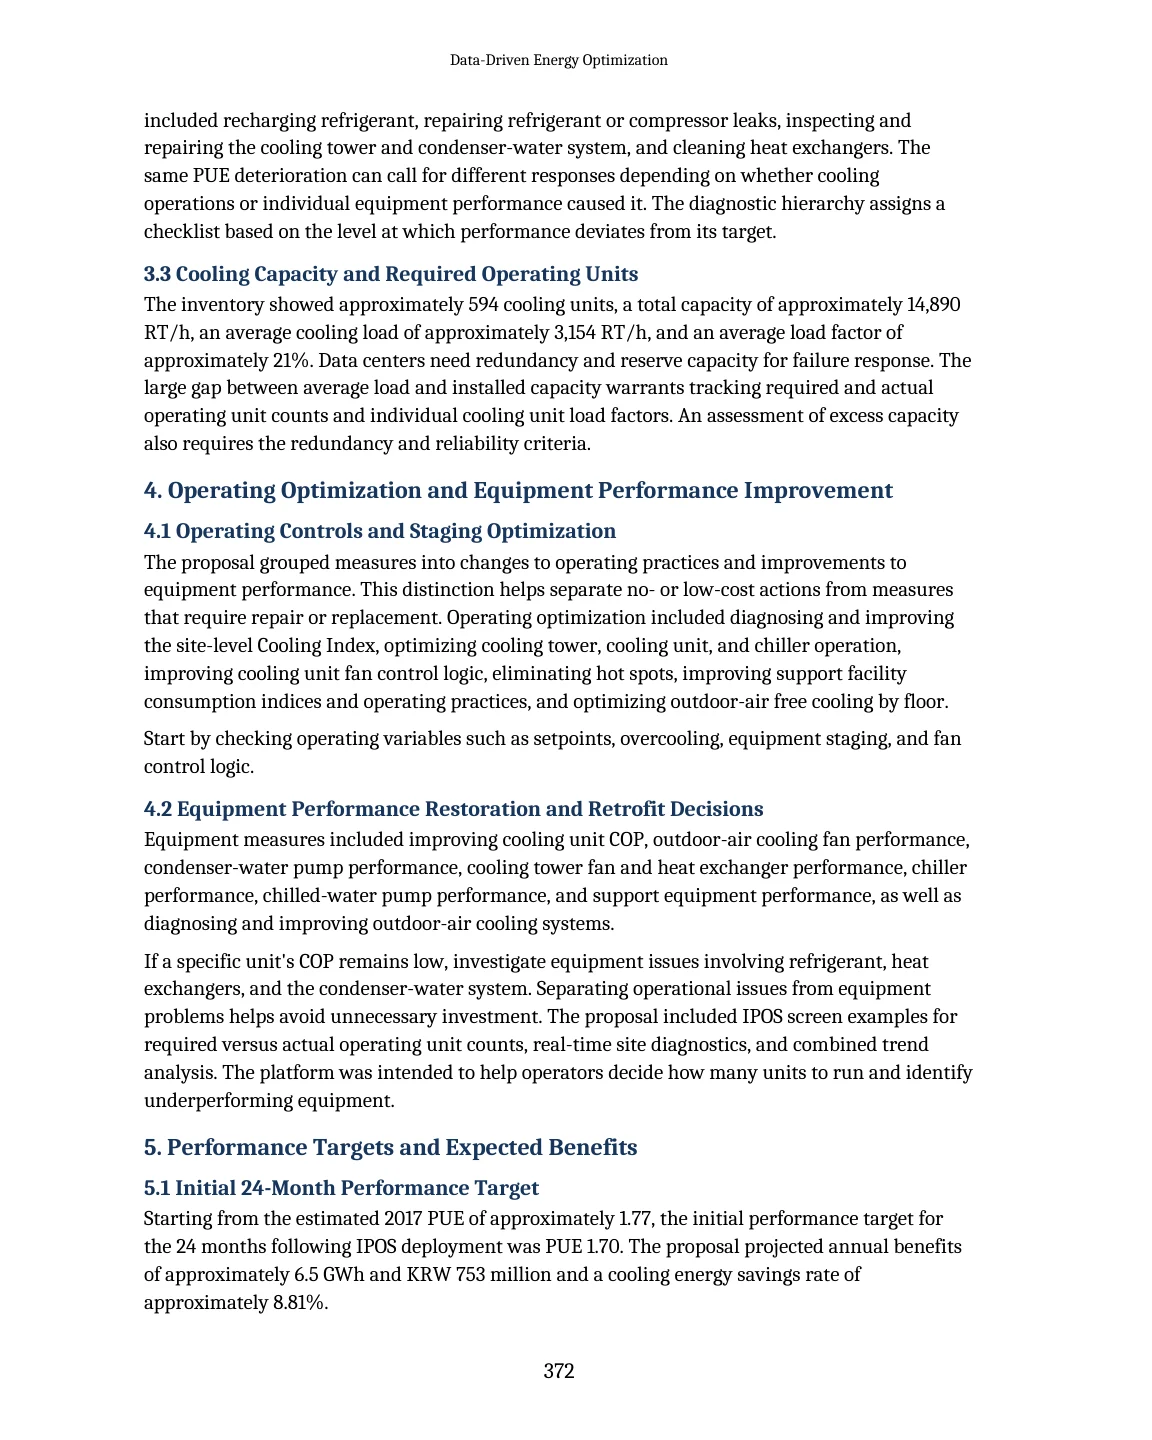 Data-Driven Energy Optimization
included recharging refrigerant, repairing refrigerant or compressor leaks, inspecting and
repairing the cooling tower and condenser-water system, and cleaning heat exchangers. The
same PUE deterioration can call for different responses depending on whether cooling
operations or individual equipment performance caused it. The diagnostic hierarchy assigns a
checklist based on the level at which performance deviates from its target.
3.3 Cooling Capacity and Required Operating Units
The inventory showed approximately 594 cooling units, a total capacity of approximately 14,890
RT/h, an average cooling load of approximately 3,154 RT/h, and an average load factor of
approximately 21%. Data centers need redundancy and reserve capacity for failure response. The
large gap between average load and installed capacity warrants tracking required and actual
operating unit counts and individual cooling unit load factors. An assessment of excess capacity
also requires the redundancy and reliability criteria.
4. Operating Optimization and Equipment Performance Improvement
4.1 Operating Controls and Staging Optimization
The proposal grouped measures into changes to operating practices and improvements to
equipment performance. This distinction helps separate no- or low-cost actions from measures
that require repair or replacement. Operating optimization included diagnosing and improving
the site-level Cooling Index, optimizing cooling tower, cooling unit, and chiller operation,
improving cooling unit fan control logic, eliminating hot spots, improving support facility
consumption indices and operating practices, and optimizing outdoor-air free cooling by floor.
Start by checking operating variables such as setpoints, overcooling, equipment staging, and fan
control logic.
4.2 Equipment Performance Restoration and Retrofit Decisions
Equipment measures included improving cooling unit COP, outdoor-air cooling fan performance,
condenser-water pump performance, cooling tower fan and heat exchanger performance, chiller
performance, chilled-water pump performance, and support equipment performance, as well as
diagnosing and improving outdoor-air cooling systems.
If a specific unit's COP remains low, investigate equipment issues involving refrigerant, heat
exchangers, and the condenser-water system. Separating operational issues from equipment
problems helps avoid unnecessary investment. The proposal included IPOS screen examples for
required versus actual operating unit counts, real-time site diagnostics, and combined trend
analysis. The platform was intended to help operators decide how many units to run and identify
underperforming equipment.
5. Performance Targets and Expected Benefits
5.1 Initial 24-Month Performance Target
Starting from the estimated 2017 PUE of approximately 1.77, the initial performance target for
the 24 months following IPOS deployment was PUE 1.70. The proposal projected annual benefits
of approximately 6.5 GWh and KRW 753 million and a cooling energy savings rate of
approximately 8.81%.
372